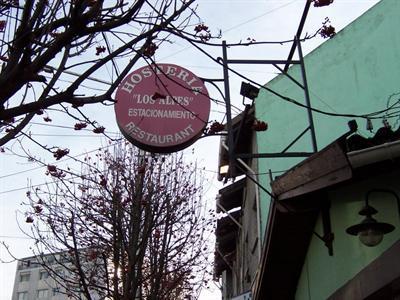 HOSTERIA
"LOS ALPES"
ESTACIONAMIENTO
RESTAURANT